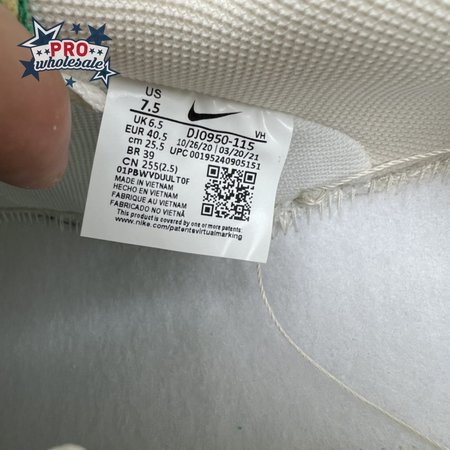 PRO
wholesale
US
7.5
UK 6.5
EUR 40.5
cm 25.5
BR 39
CN 255(2.5)
01PBWVDUULT0F
MADE IN VIETNAM
HECHO EN VIETNAM
FABRIQUE AU VIETNAM
FABRICADO NO VIETNÃ
This product is covered by one or more patents. See
www.nike.com/patentsvirtualmarking
VH
DJ0950-115
10/26/20 | 03/20/21
UPC 00195240905151